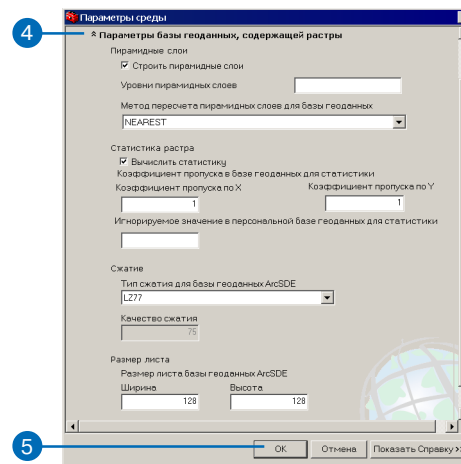 Параметры среды
4
Параметры базы геоданных, содержащей растры
Пирамидные слои
Строить пирамидные слои
Уровни пирамидных слоев
Метод пересчета пирамидных слоев для базы геоданных
NEAREST
Статистика растра
Вычислить статистику
Коэффициент пропуска в базе геоданных для статистики
Коэффициент пропуска по X Коэффициент пропуска по Y
1 1
Игнорируемое значение в персональной базе геоданных для статистики
Сжатие
Тип сжатия для базы геоданных ArcSDE
LZ77
Качество сжатия
75
Размер листа
Размер листа базы геоданных ArcSDE
Ширина Высота
128 128
5
OK Отмена Показать Справку >>